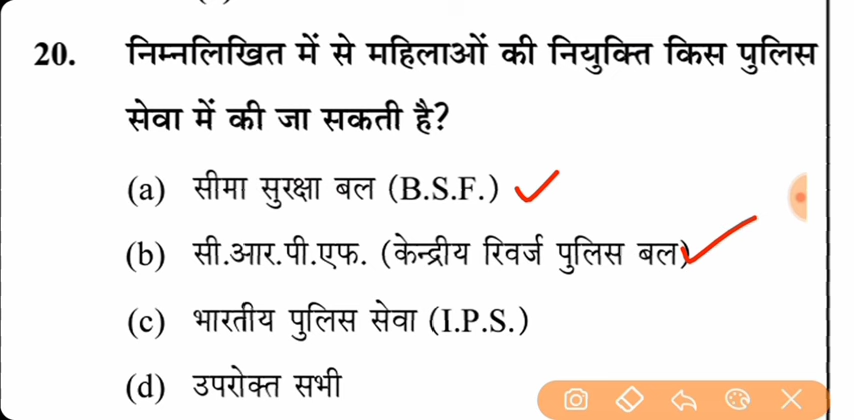 20. निम्नलिखित में से महिलाओं की नियुक्ति किस पुलिस
सेवा में की जा सकती है?
(a) सीमा सुरक्षा बल (B.S.F.)
(b) सी.आर.पी.एफ. (केन्द्रीय रिवर्ज पुलिस बल)
(c) भारतीय पुलिस सेवा (I.P.S.)
(d) उपरोक्त सभी